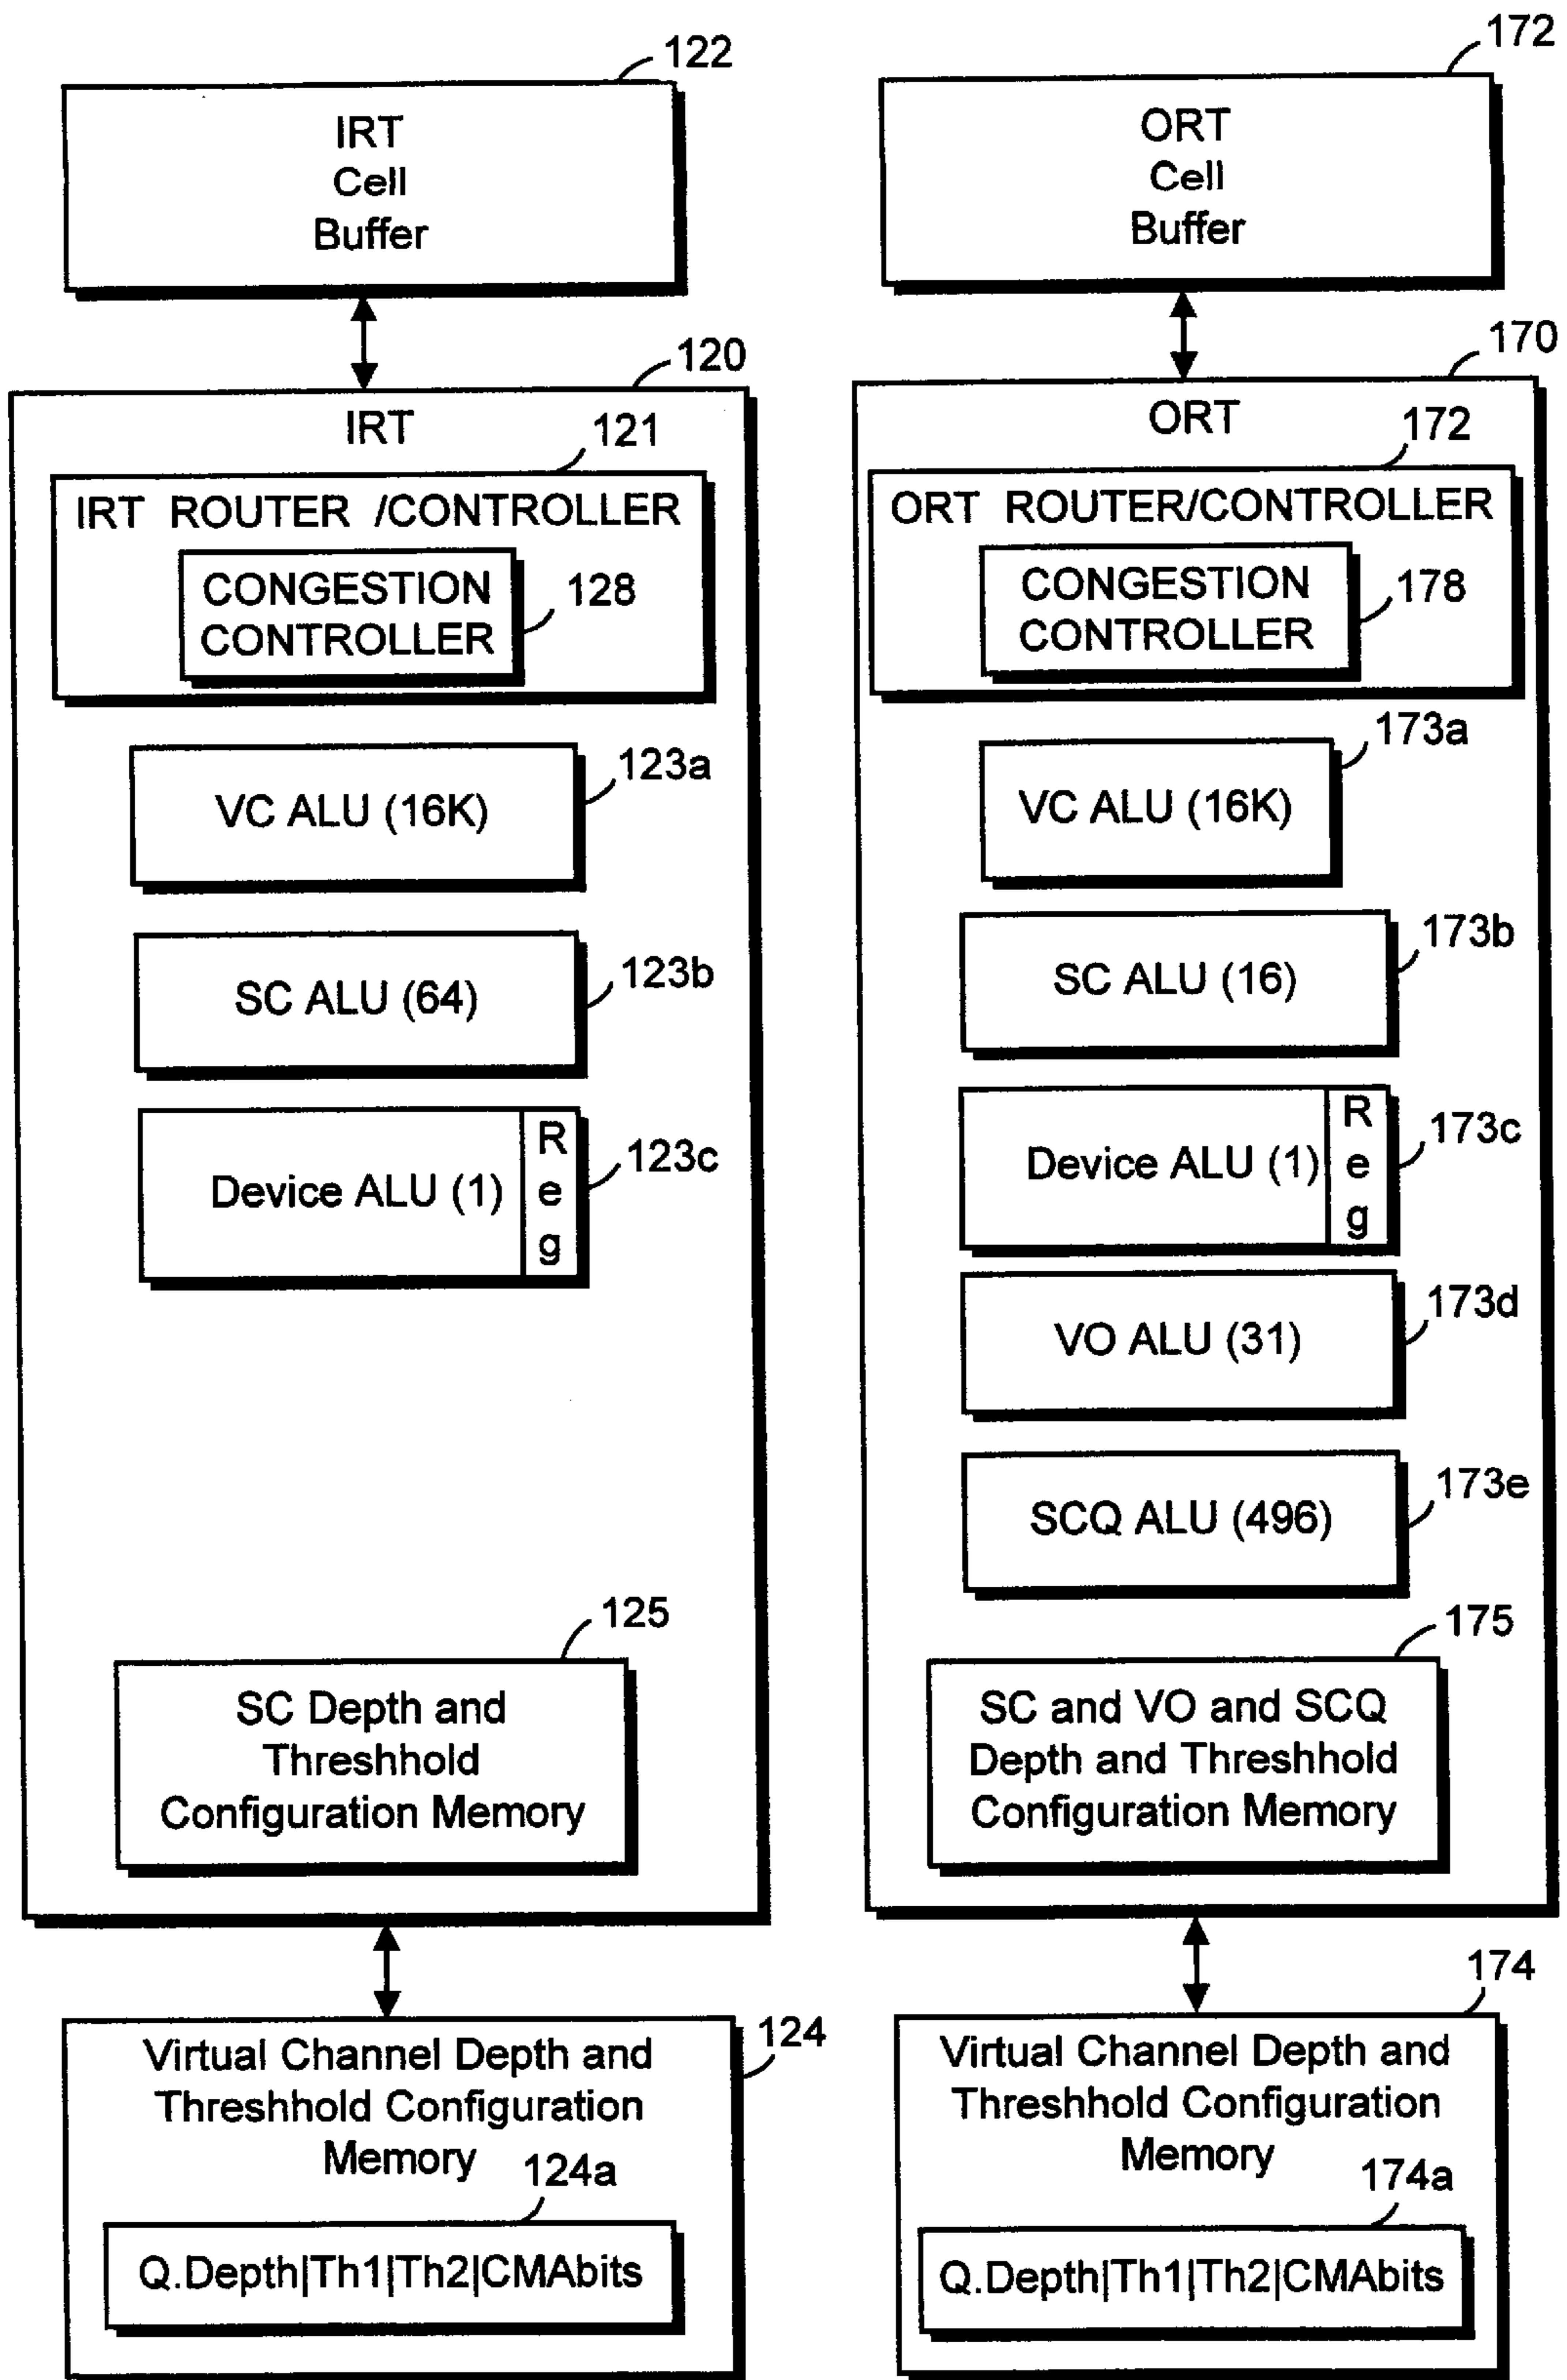 122
IRT
Cell
Buffer
120
IRT
121
IRT ROUTER /CONTROLLER
CONGESTION
CONTROLLER
128
VC ALU (16K)
123a
SC ALU (64)
123b
Device ALU (1)
R
e
g
123c
125
SC Depth and
Threshhold
Configuration Memory
124
Virtual Channel Depth and
Threshhold Configuration
Memory
124a
Q.Depth|Th1|Th2|CMAbits
172
ORT
Cell
Buffer
170
ORT
172
ORT ROUTER/CONTROLLER
CONGESTION
CONTROLLER
178
173a
VC ALU (16K)
173b
SC ALU (16)
Device ALU (1)
R
e
g
173c
173d
VO ALU (31)
173e
SCQ ALU (496)
175
SC and VO and SCQ
Depth and Threshhold
Configuration Memory
174
Virtual Channel Depth and
Threshhold Configuration
Memory
174a
Q.Depth|Th1|Th2|CMAbits